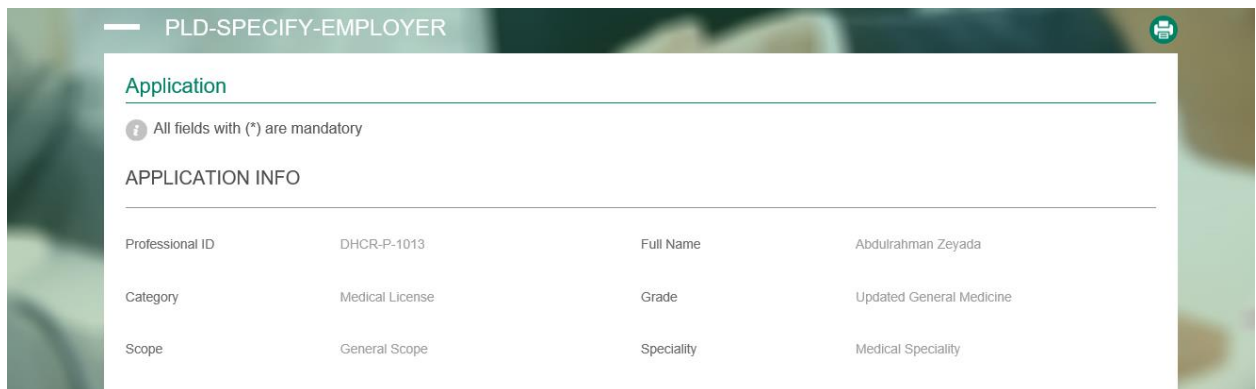 PLD-SPECIFY-EMPLOYER
Application
All fields with (*) are mandatory
APPLICATION INFO
Professional ID DHCR-P-1013 Full Name Abdulrahman Zeyada
Category Medical License Grade Updated General Medicine
Scope General Scope Speciality Medical Speciality